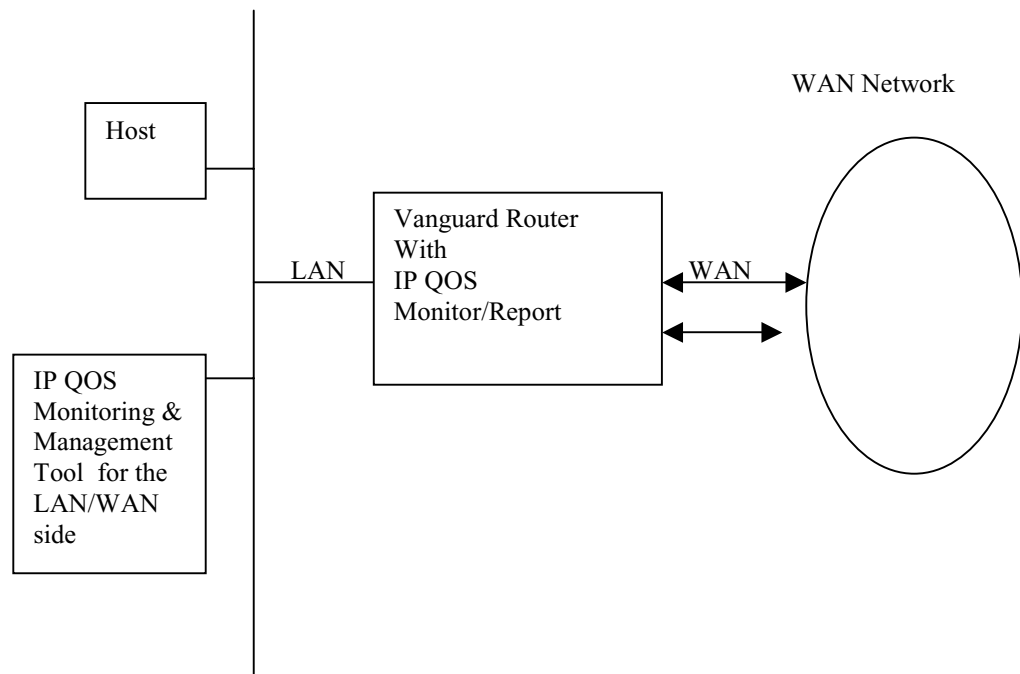 WAN Network
Host
Vanguard Router
With
IP QOS
Monitor/Report
LAN
WAN
IP QOS
Monitoring &
Management
Tool for the
LAN/WAN
side